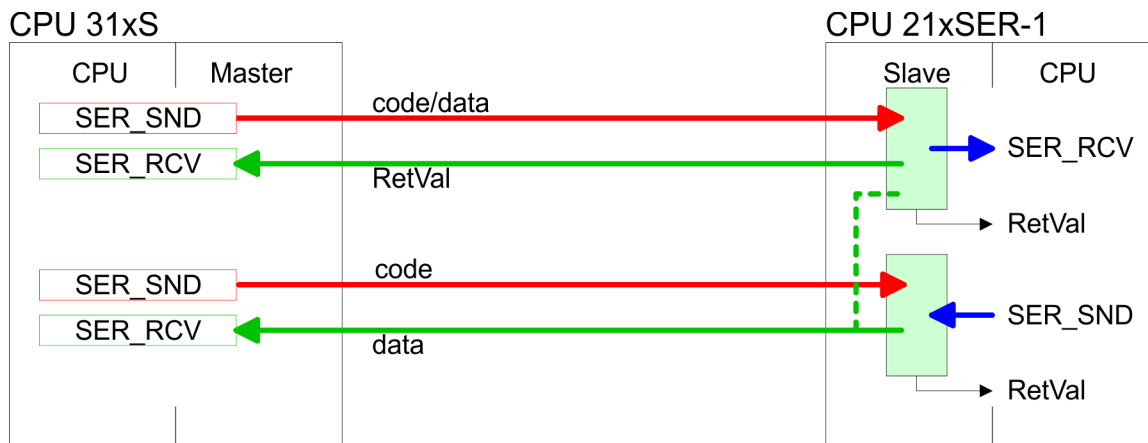 CPU 31xS
CPU 21xSER-1
CPU
Master
Slave
CPU
SER_SND
code/data
SER_RCV
SER_RCV
RetVal
RetVal
SER_SND
code
SER_SND
SER_RCV
data
RetVal